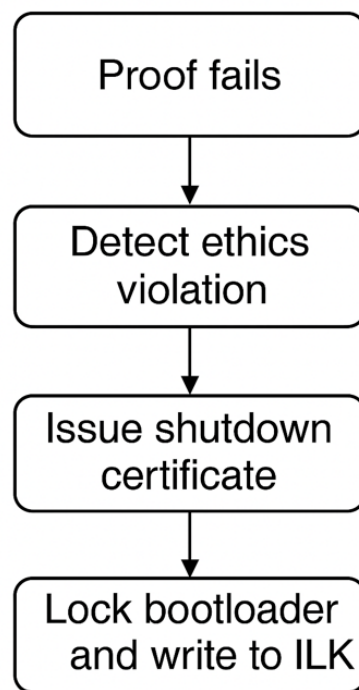 Proof fails
Detect ethics
violation
Issue shutdown
certificate
Lock bootloader
and write to ILK